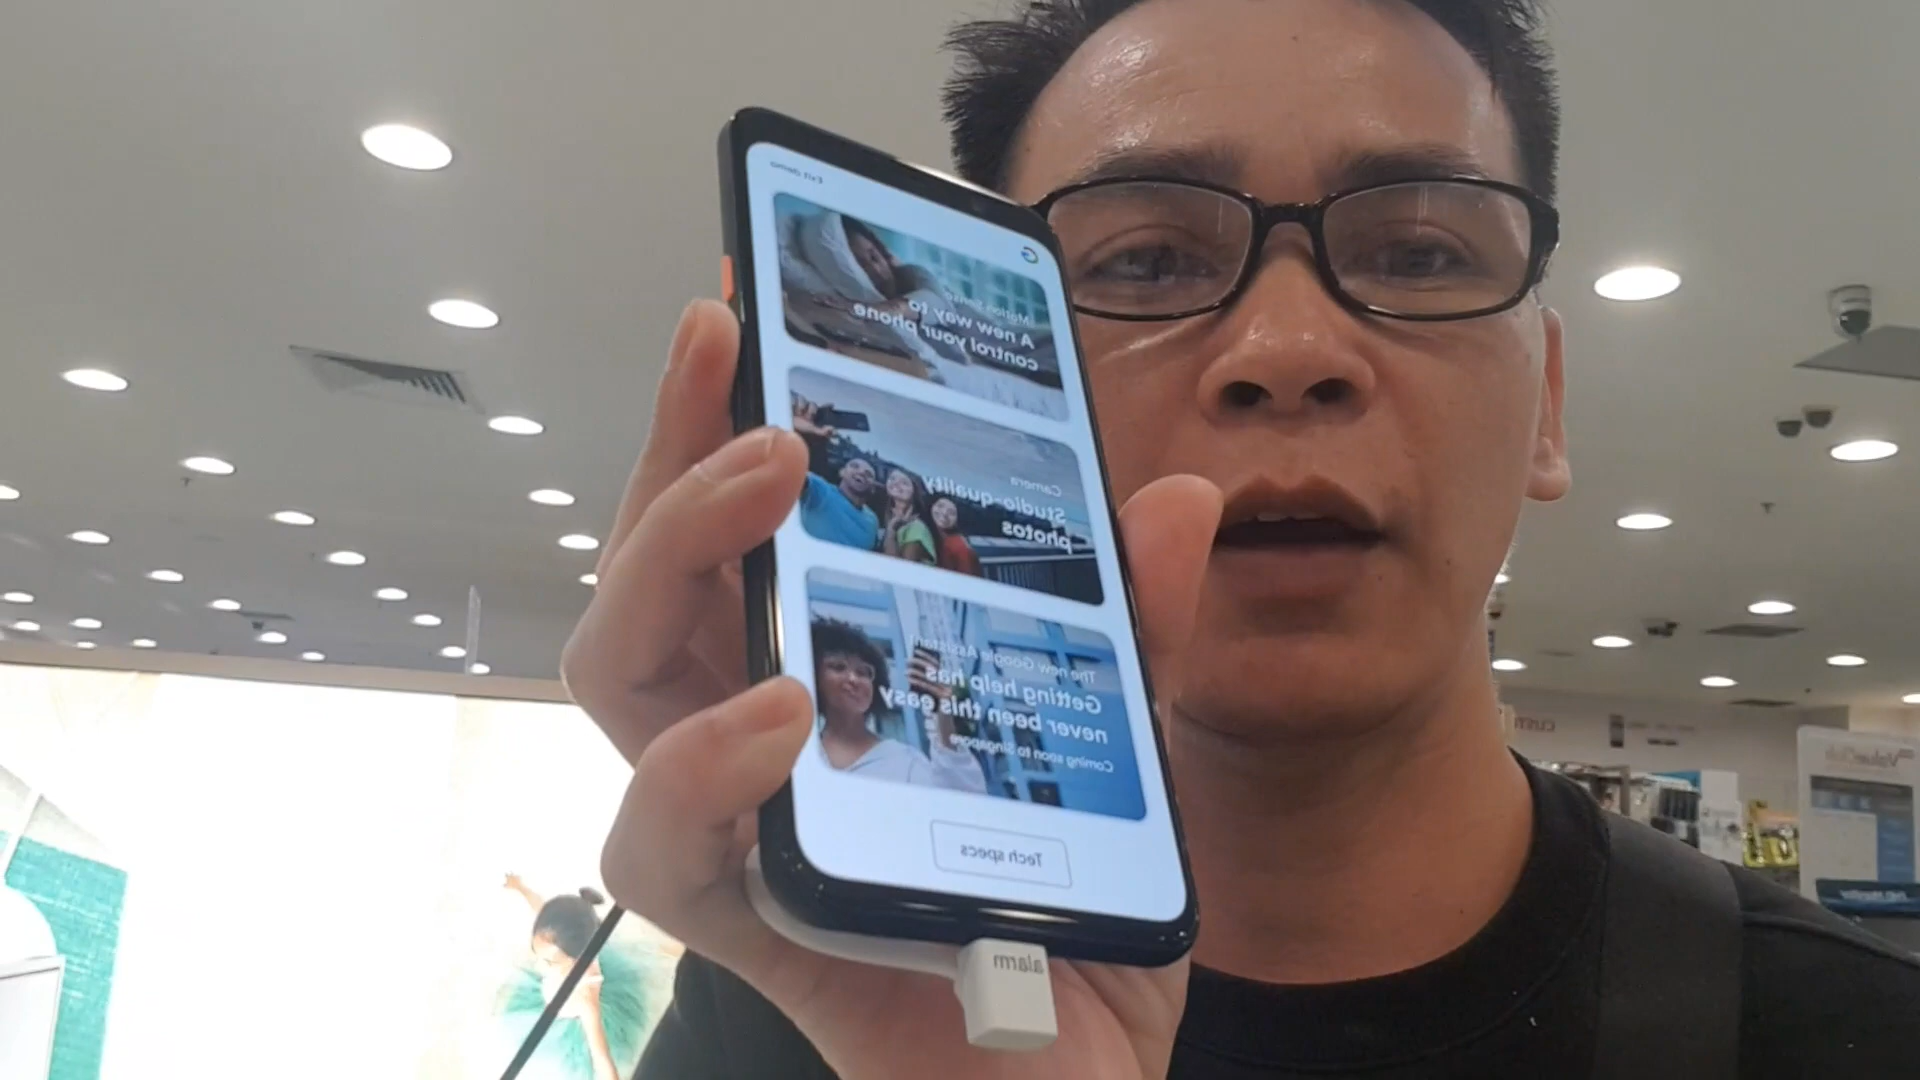 Exit demo
G
Motion Sense
A new way to
control your phone
Camera
Studio-quality
photos
The new Google Assistant
Getting help has
never been this easy
Coming soon to Singapore
Tech specs
alarm
ValueClub